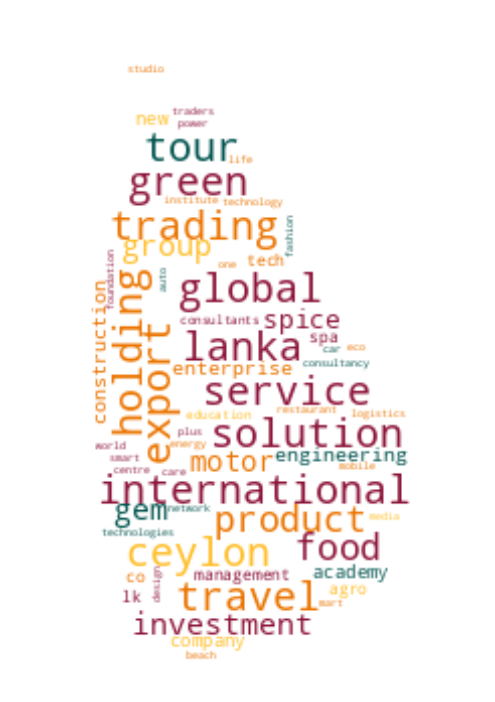 studio
traders
new
power
tour
life
green
institute technology
trading
fashion
group
one
tech
foundation
auto
holding
global
construction
consultants
spice
export
lanka
spa
car
eco
consultancy
enterprise
service
education
restaurant
logistics
plus
solution
world
energy
engineering
smart
motor
mobile
centre
care
international
gem
network
product
media
technologies
ceylon
food
co
management
academy
design
lk
travel
agro
mart
investment
company
beach